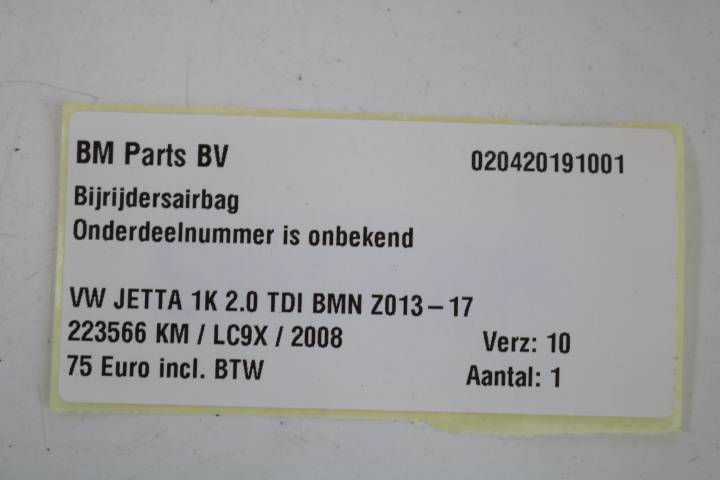 BM Parts BV 020420191001
Bijrijdersairbag
Onderdeelnummer is onbekend
VW JETTA 1K 2.0 TDI BMN Z013-17
223566 KM / LC9X / 2008 Verz: 10
75 Euro incl. BTW Aantal: 1